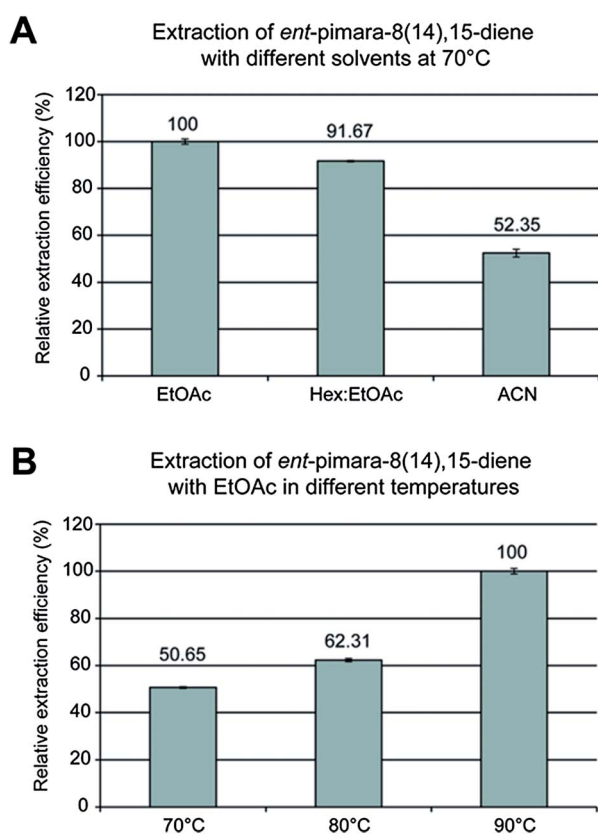 A
Extraction of ent-pimara-8(14),15-diene
with different solvents at 70°C
Relative extraction efficiency (%)
120
100
80
60
40
20
0
100
91.67
52.35
EtOAc Hex:EtOAc ACN
B
Extraction of ent-pimara-8(14),15-diene
with EtOAc in different temperatures
Relative extraction efficiency (%)
120
100
80
60
40
20
0
50.65
62.31
100
70°C 80°C 90°C